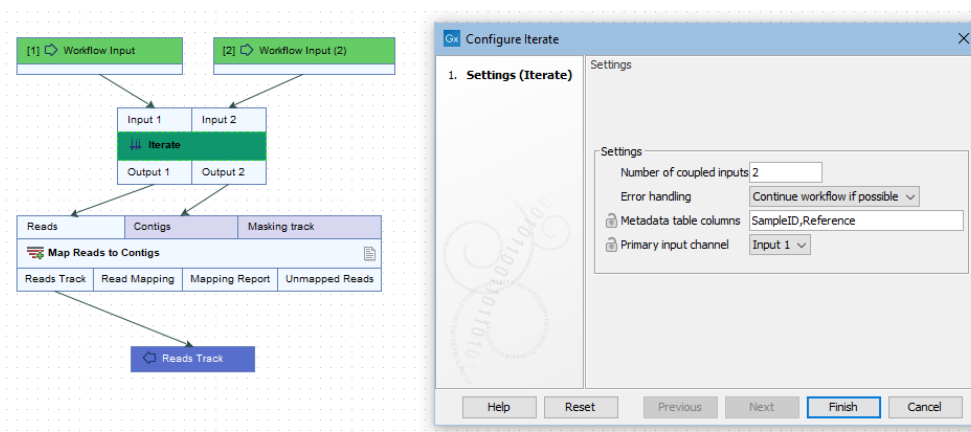 [1] Workflow Input
[2] Workflow Input (2)
Input 1
Input 2
Iterate
Output 1
Output 2
Reads
Contigs
Masking track
Map Reads to Contigs
Reads Track
Read Mapping
Mapping Report
Unmapped Reads
Reads Track
Gx Configure Iterate
1. Settings (Iterate)
Settings
Settings
Number of coupled inputs 2
Error handling Continue workflow if possible
Metadata table columns SampleID,Reference
Primary input channel Input 1
Help
Reset
Previous
Next
Finish
Cancel